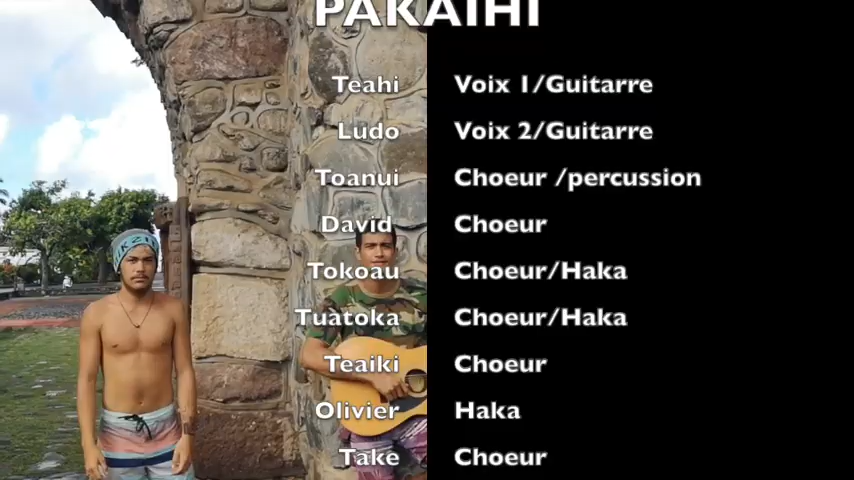 PAKAIHI
Teahi Voix 1/Guitarre
Ludo Voix 2/Guitarre
Toanui Choeur /percussion
David Choeur
Tokoau Choeur/Haka
Tuatoka Choeur/Haka
Teaiki Choeur
Olivier Haka
Take Choeur